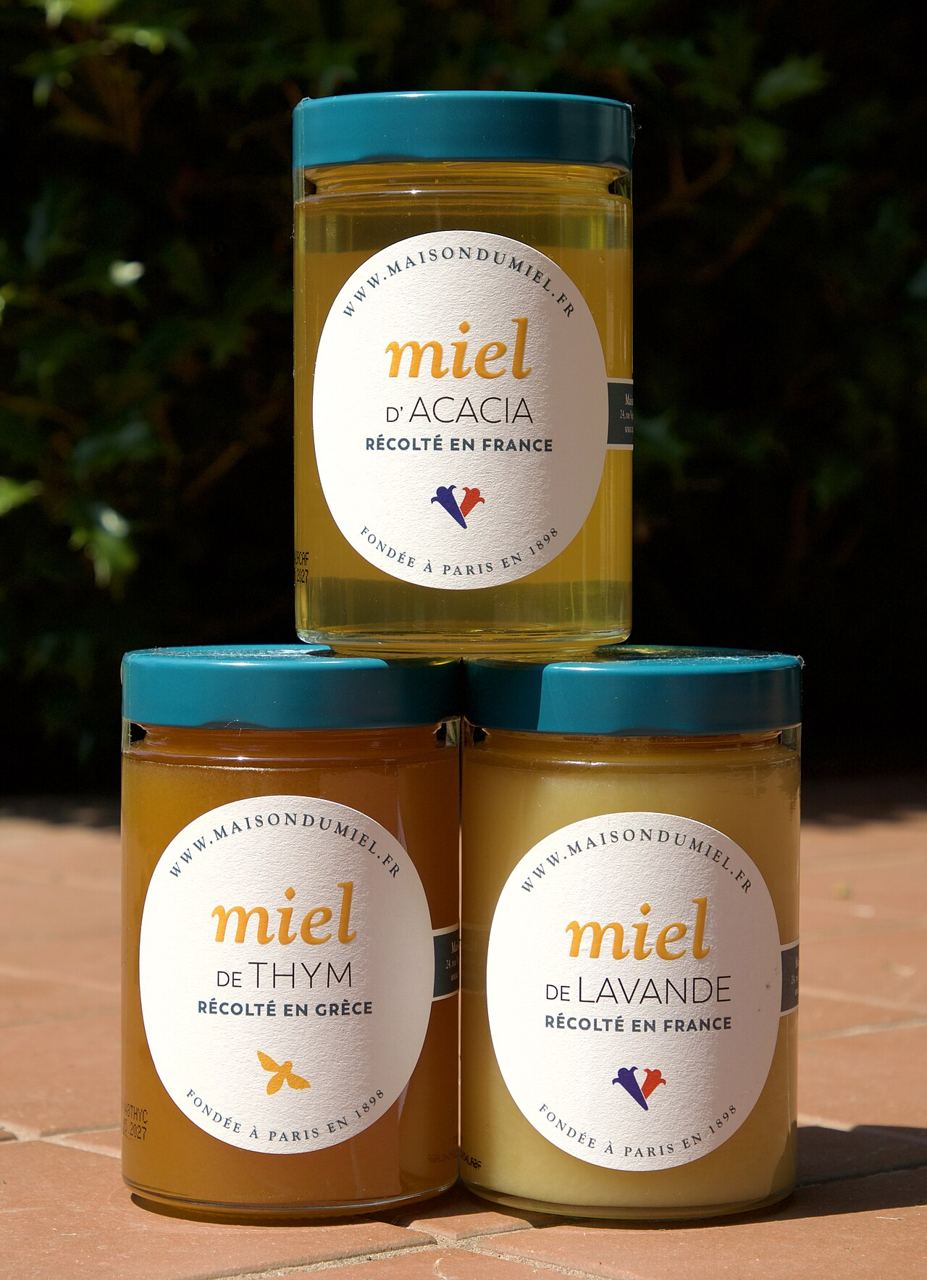 WWW.MAISONDUMIEL.FR
miel
D'ACACIA
RÉCOLTÉ EN FRANCE
FONDÉE À PARIS EN 1898
2027
WWW.MAISONDUMIEL.FR
miel
DE THYM
RÉCOLTÉ EN GRÈCE
FONDÉE À PARIS EN 1898
2027
WWW.MAISONDUMIEL.FR
miel
DE LAVANDE
RÉCOLTÉ EN FRANCE
FONDÉE À PARIS EN 1898